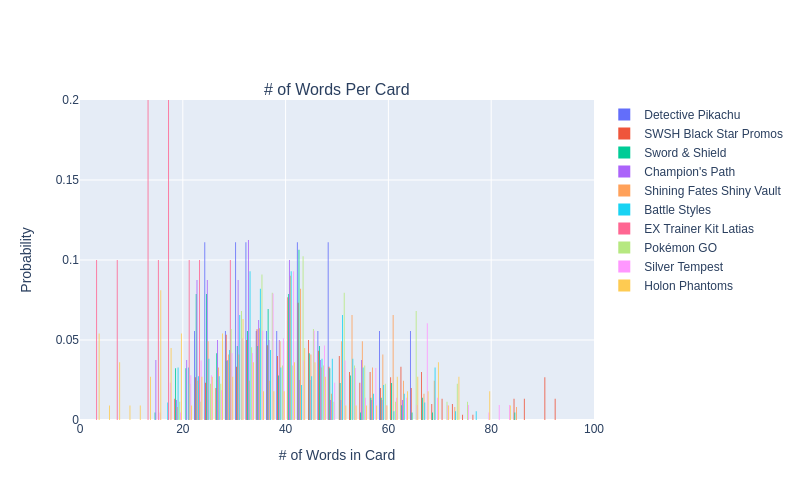 # of Words Per Card
0.2
0.15
0.1
0.05
0
Probability
0
20
40
60
80
100
# of Words in Card
Detective Pikachu
SWSH Black Star Promos
Sword & Shield
Champion's Path
Shining Fates Shiny Vault
Battle Styles
EX Trainer Kit Latias
Pokémon GO
Silver Tempest
Holon Phantoms